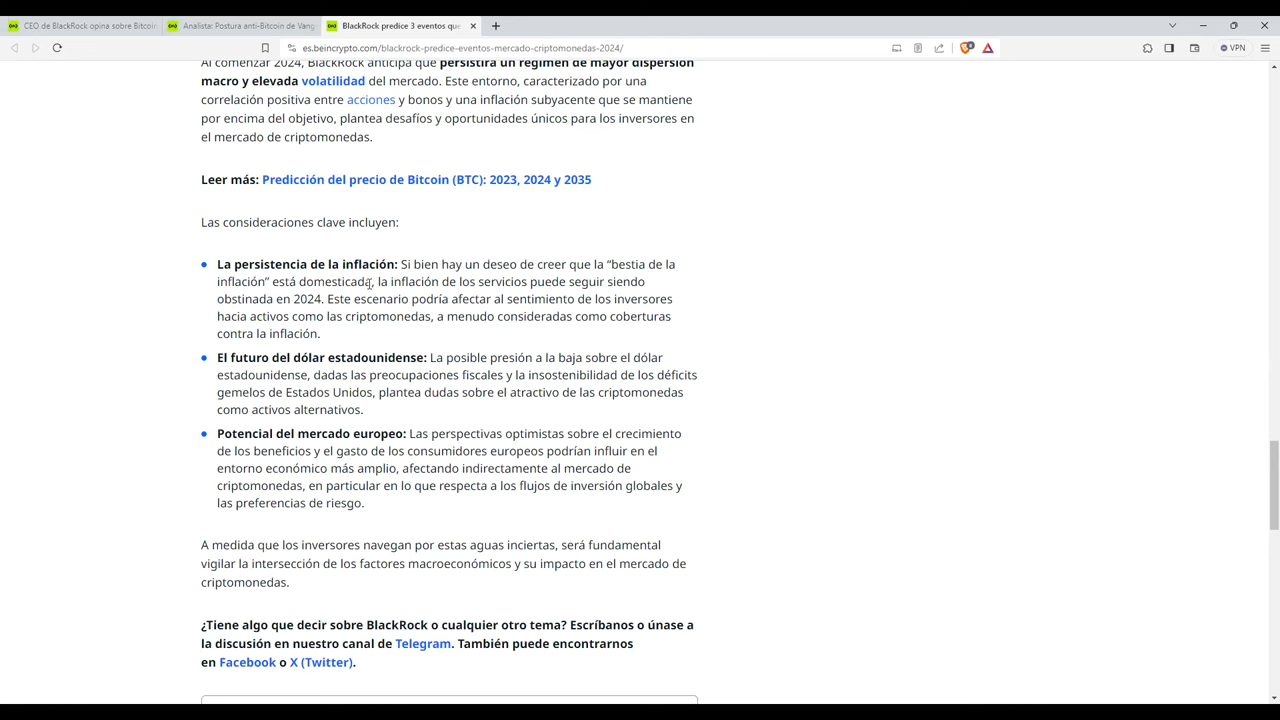 CEO de BlackRock opina sobre Bitcoin
Analista: Postura anti-Bitcoin de Vang
BlackRock predice 3 eventos que
es.beincrypto.com/blackrock-predice-eventos-mercado-criptomonedas-2024/
VPN
Al comenzar 2024, BlackRock anticipa que persistirá un régimen de mayor dispersión
macro y elevada volatilidad del mercado. Este entorno, caracterizado por una
correlación positiva entre acciones y bonos y una inflación subyacente que se mantiene
por encima del objetivo, plantea desafíos y oportunidades únicos para los inversores en
el mercado de criptomonedas.
Leer más: Predicción del precio de Bitcoin (BTC): 2023, 2024 y 2035
Las consideraciones clave incluyen:
La persistencia de la inflación: Si bien hay un deseo de creer que la “bestia de la
inflación” está domesticada, la inflación de los servicios puede seguir siendo
obstinada en 2024. Este escenario podría afectar al sentimiento de los inversores
hacia activos como las criptomonedas, a menudo consideradas como coberturas
contra la inflación.
El futuro del dólar estadounidense: La posible presión a la baja sobre el dólar
estadounidense, dadas las preocupaciones fiscales y la insostenibilidad de los déficits
gemelos de Estados Unidos, plantea dudas sobre el atractivo de las criptomonedas
como activos alternativos.
Potencial del mercado europeo: Las perspectivas optimistas sobre el crecimiento
de los beneficios y el gasto de los consumidores europeos podrían influir en el
entorno económico más amplio, afectando indirectamente al mercado de
criptomonedas, en particular en lo que respecta a los flujos de inversión globales y
las preferencias de riesgo.
A medida que los inversores navegan por estas aguas inciertas, será fundamental
vigilar la intersección de los factores macroeconómicos y su impacto en el mercado de
criptomonedas.
¿Tiene algo que decir sobre BlackRock o cualquier otro tema? Escríbanos o únase a
la discusión en nuestro canal de Telegram. También puede encontrarnos
en Facebook o X (Twitter).